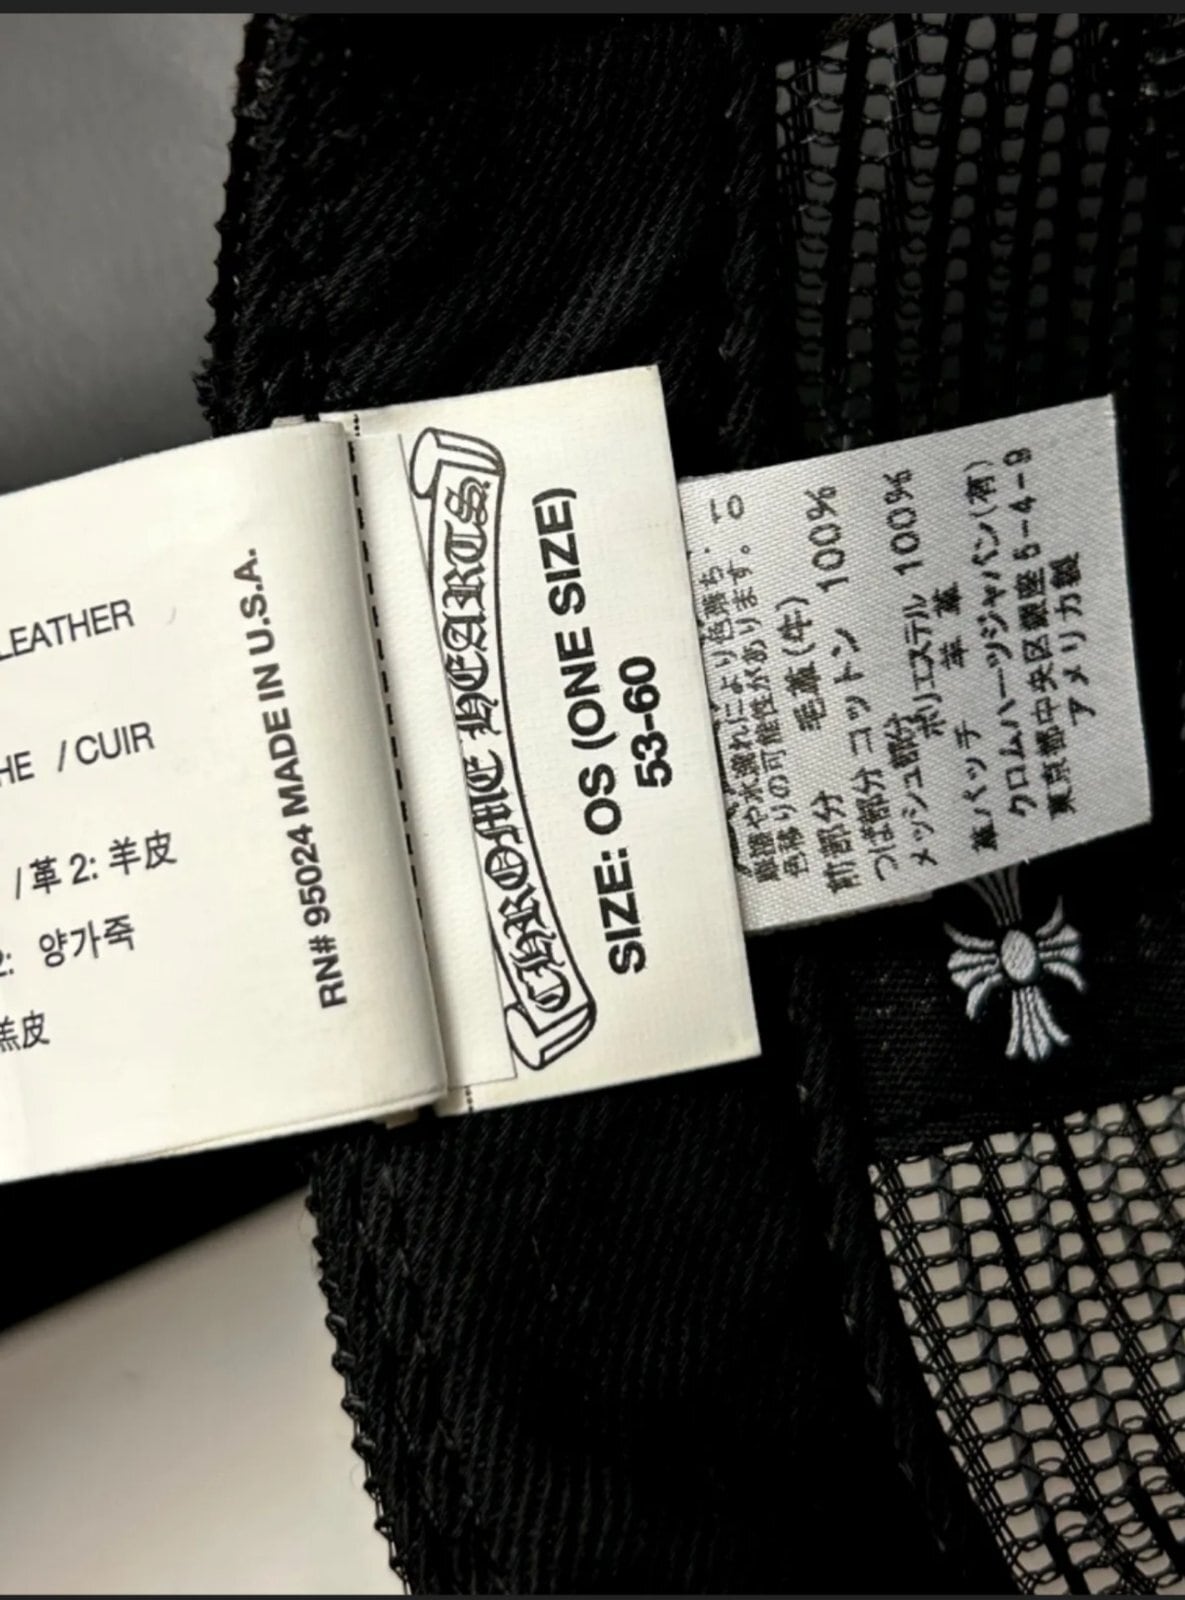 LEATHER
HE / CUIR
/ 革 2: 羊皮
2: 양가죽
羔皮
RN# 95024 MADE IN U.S.A.
CHROME HEARTS
SIZE: OS (ONE SIZE)
53-60
摩擦や水濡れにより色落ち・
色移りの可能性があります。
前部分 毛革(牛)
つば部分 コットン 100%
メッシュ部分 ポリエステル 100%
革パッチ 羊革
クロムハーツジャパン(有)
東京都中央区銀座5-4-9
アメリカ製